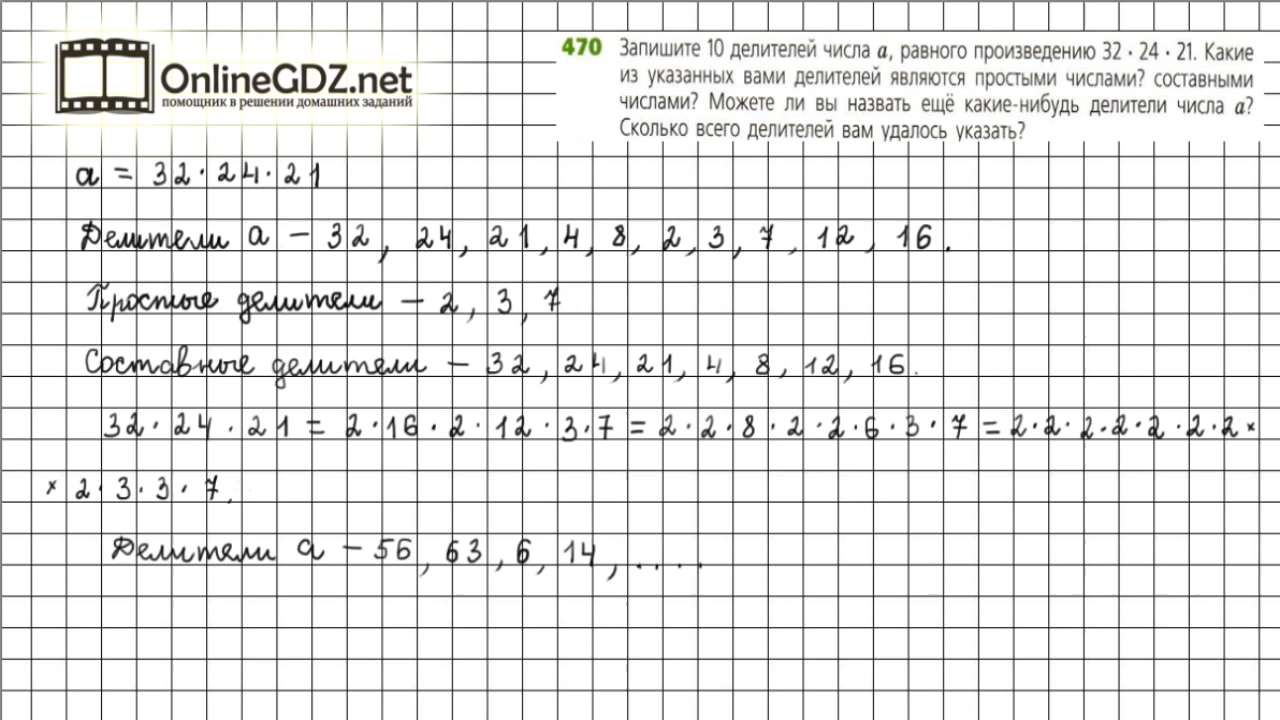 OnlineGDZ.net
помощник в решении домашних заданий
470 Запишите 10 делителей числа a, равного произведению 32 · 24 · 21. Какие
из указанных вами делителей являются простыми числами? составными
числами? Можете ли вы назвать ещё какие-нибудь делители числа a?
Сколько всего делителей вам удалось указать?
a = 32 · 24 · 21
Делители a – 32, 24, 21, 4, 8, 2, 3, 7, 12, 16.
Простые делители – 2, 3, 7
Составные делители – 32, 24, 21, 4, 8, 12, 16.
32 · 24 · 21 = 2 · 16 · 2 · 12 · 3 · 7 = 2 · 2 · 8 · 2 · 2 · 6 · 3 · 7 = 2 · 2 · 2 · 2 · 2 · 2 · 2 ×
× 2 · 3 · 3 · 7.
Делители a – 56, 63, 6, 14, ....